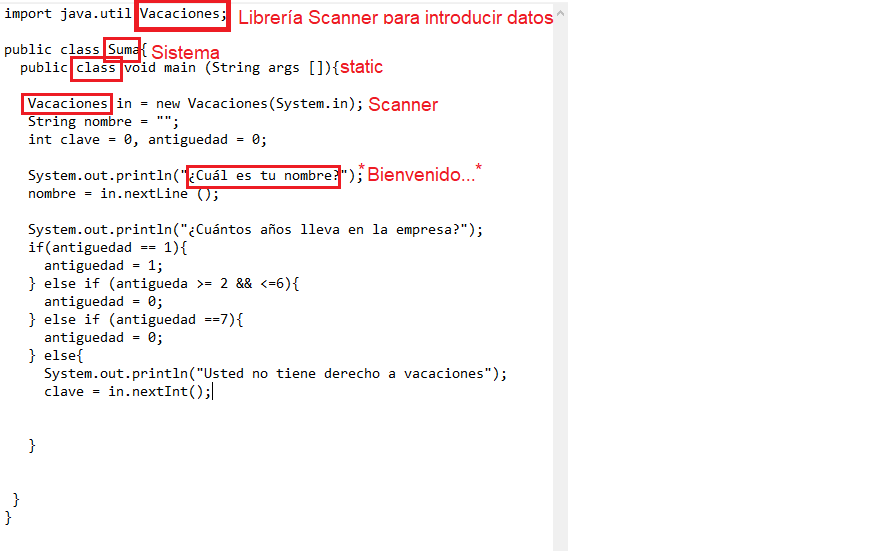 import java.util.Vacaciones; Librería Scanner para introducir datos
public class Suma{ Sistema
public class void main (String args []){static
Vacaciones in = new Vacaciones(System.in); Scanner
String nombre = "";
int clave = 0, antiguedad = 0;
System.out.println("¿Cuál es tu nombre?"); *Bienvenido...*
nombre = in.nextLine ();
System.out.println("¿Cuántos años lleva en la empresa?");
if(antiguedad == 1){
antiguedad = 1;
} else if (antigueda >= 2 && <=6){
antiguedad = 0;
} else if (antiguedad ==7){
antiguedad = 0;
} else{
System.out.println("Usted no tiene derecho a vacaciones");
clave = in.nextInt();
}
}
}